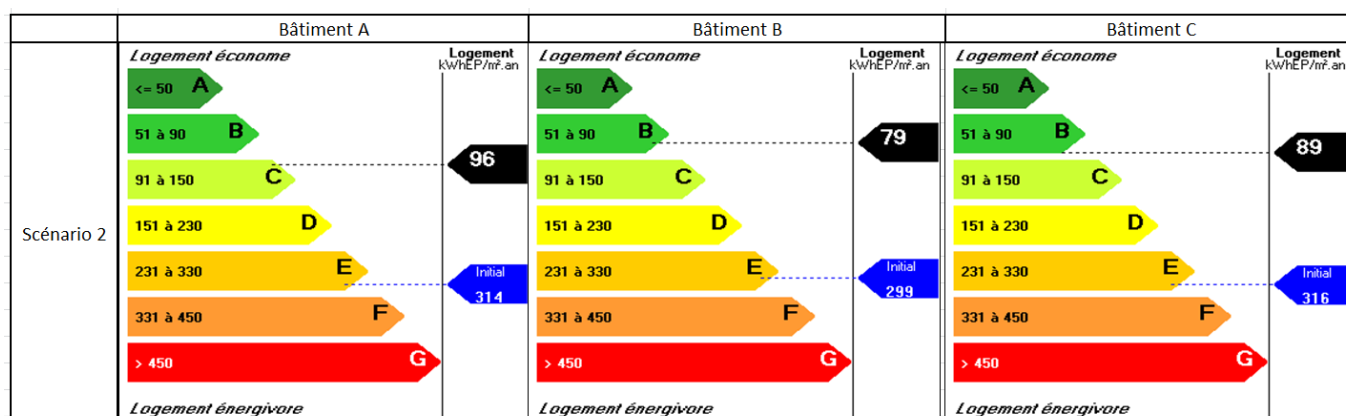 Bâtiment A
Bâtiment B
Bâtiment C
Scénario 2
Logement économe
Logement
kWhEP/m².an
<= 50 A
51 à 90 B
96
91 à 150 C
151 à 230 D
231 à 330 E
Initial
314
331 à 450 F
> 450 G
Logement énergivore
Logement économe
Logement
kWhEP/m².an
<= 50 A
51 à 90 B
79
91 à 150 C
151 à 230 D
231 à 330 E
Initial
299
331 à 450 F
> 450 G
Logement énergivore
Logement économe
Logement
kWhEP/m².an
<= 50 A
51 à 90 B
89
91 à 150 C
151 à 230 D
231 à 330 E
Initial
316
331 à 450 F
> 450 G
Logement énergivore